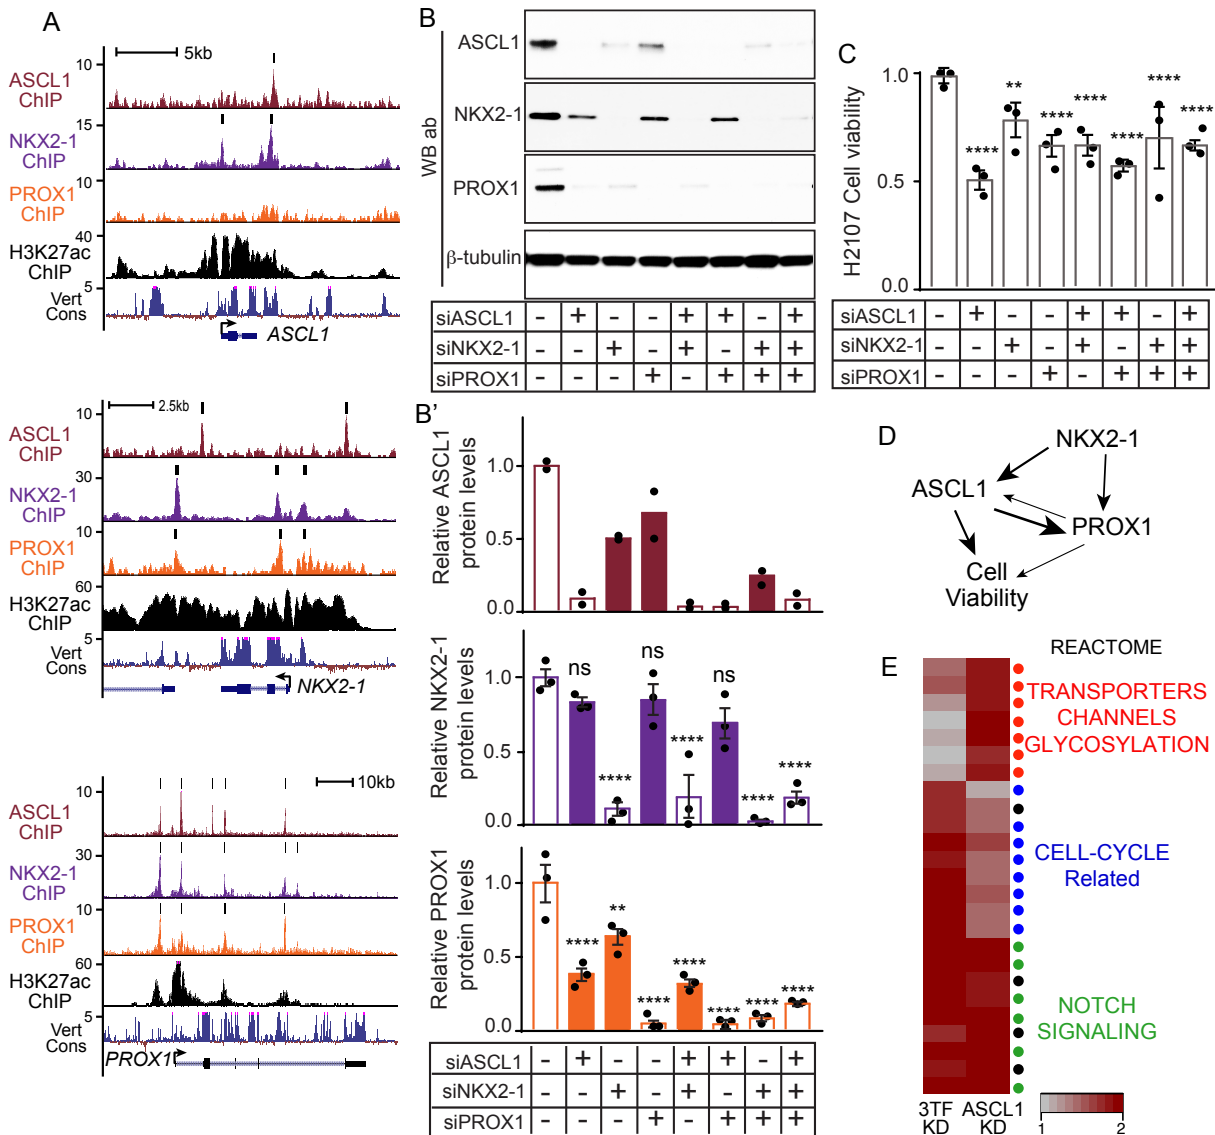 A
5kb
10
ASCL1
ChIP
15
NKX2-1
ChIP
10
PROX1
ChIP
40
H3K27ac
ChIP
5
Vert
Cons
ASCL1
2.5kb
10
ASCL1
ChIP
30
NKX2-1
ChIP
10
PROX1
ChIP
60
H3K27ac
ChIP
5
Vert
Cons
NKX2-1
10kb
10
ASCL1
ChIP
30
NKX2-1
ChIP
10
PROX1
ChIP
60
H3K27ac
ChIP
5
Vert
Cons
PROX1
B
WB ab
ASCL1
NKX2-1
PROX1
β-tubulin
siASCL1 - + - - + + - +
siNKX2-1 - - + - + - + +
siPROX1 - - - + - + + +
B'
Relative ASCL1
protein levels
1.0
0.0
Relative NKX2-1
protein levels
1.0
0.5
0.0
ns **** ns **** ns **** ****
Relative PROX1
protein levels
1.0
0.5
0.0
**** ** **** **** **** **** ****
siASCL1 - + - - + + - +
siNKX2-1 - - + - + - + +
siPROX1 - - - + - + + +
C
H2107 Cell viability
1.0
0.5
0.0
**** ** **** **** **** **** ****
siASCL1 - + - - + + - +
siNKX2-1 - - + - + - + +
siPROX1 - - - + - + + +
D
NKX2-1
ASCL1
PROX1
Cell
Viability
E
REACTOME
TRANSPORTERS
CHANNELS
GLYCOSYLATION
CELL-CYCLE
Related
NOTCH
SIGNALING
3TF ASCL1
KD KD
1 2